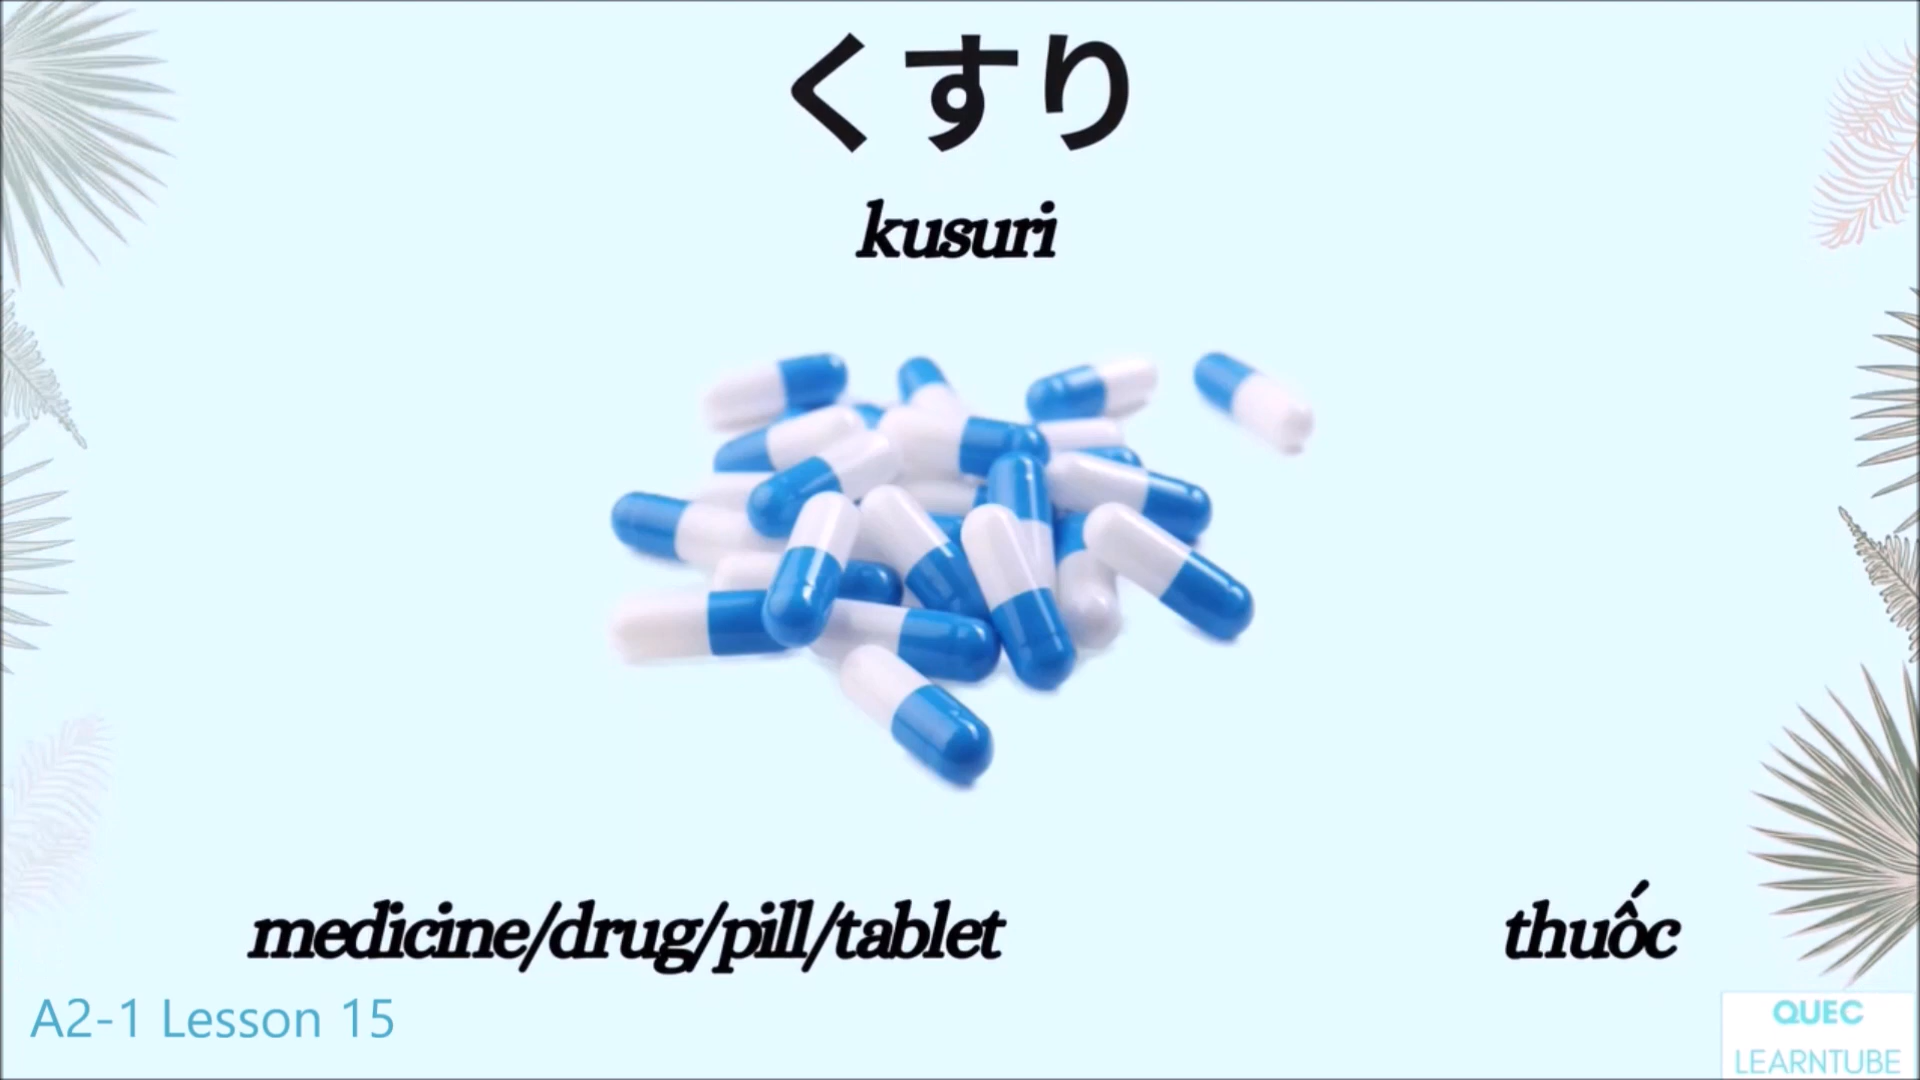 くすり
kusuri
medicine/drug/pill/tablet
thuốc
A2-1 Lesson 15
QUEC
LEARNTUBE